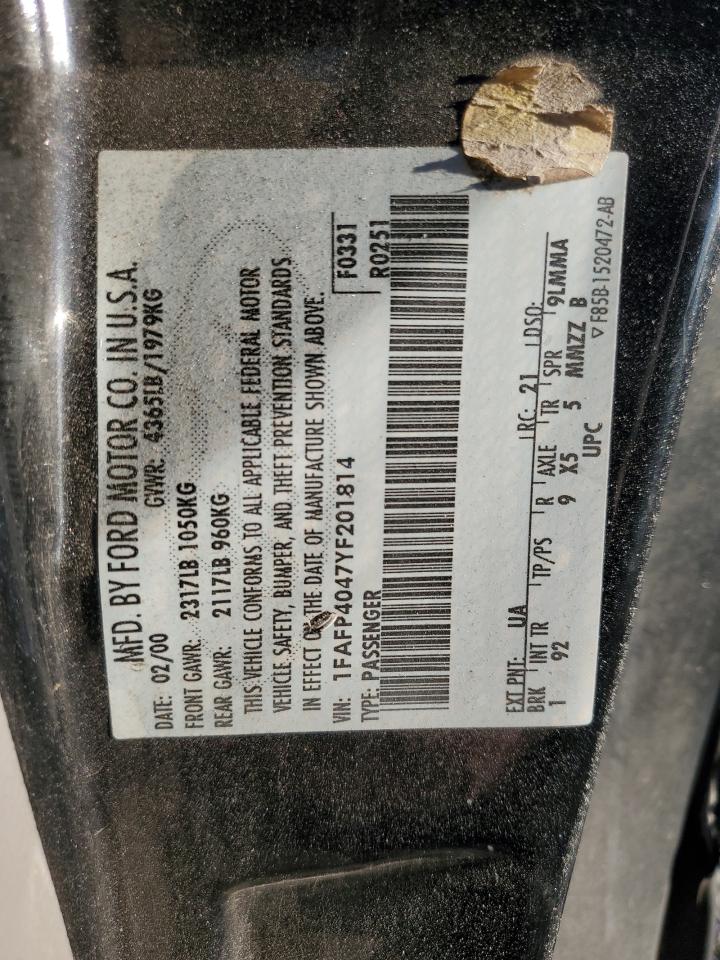 MFD. BY FORD MOTOR CO. IN U.S.A.
DATE: 02/00 GVWR: 4365LB/1979KG
FRONT GAWR: 2317LB 1050KG
REAR GAWR: 2117LB 960KG
THIS VEHICLE CONFORMS TO ALL APPLICABLE FEDERAL MOTOR
VEHICLE SAFETY, BUMPER, AND THEFT PREVENTION STANDARDS
IN EFFECT ON THE DATE OF MANUFACTURE SHOWN ABOVE.
VIN: 1FAFP4047YF201814 F0331
TYPE: PASSENGER R0251
EXT PNT: UA RC: 21 DSO:
BRK INT TR TP/PS R AXLE TR SPR 9LMMA
1 92 9 X5 5 MMZZ B
UPC ▽ F85B-1520472-AB